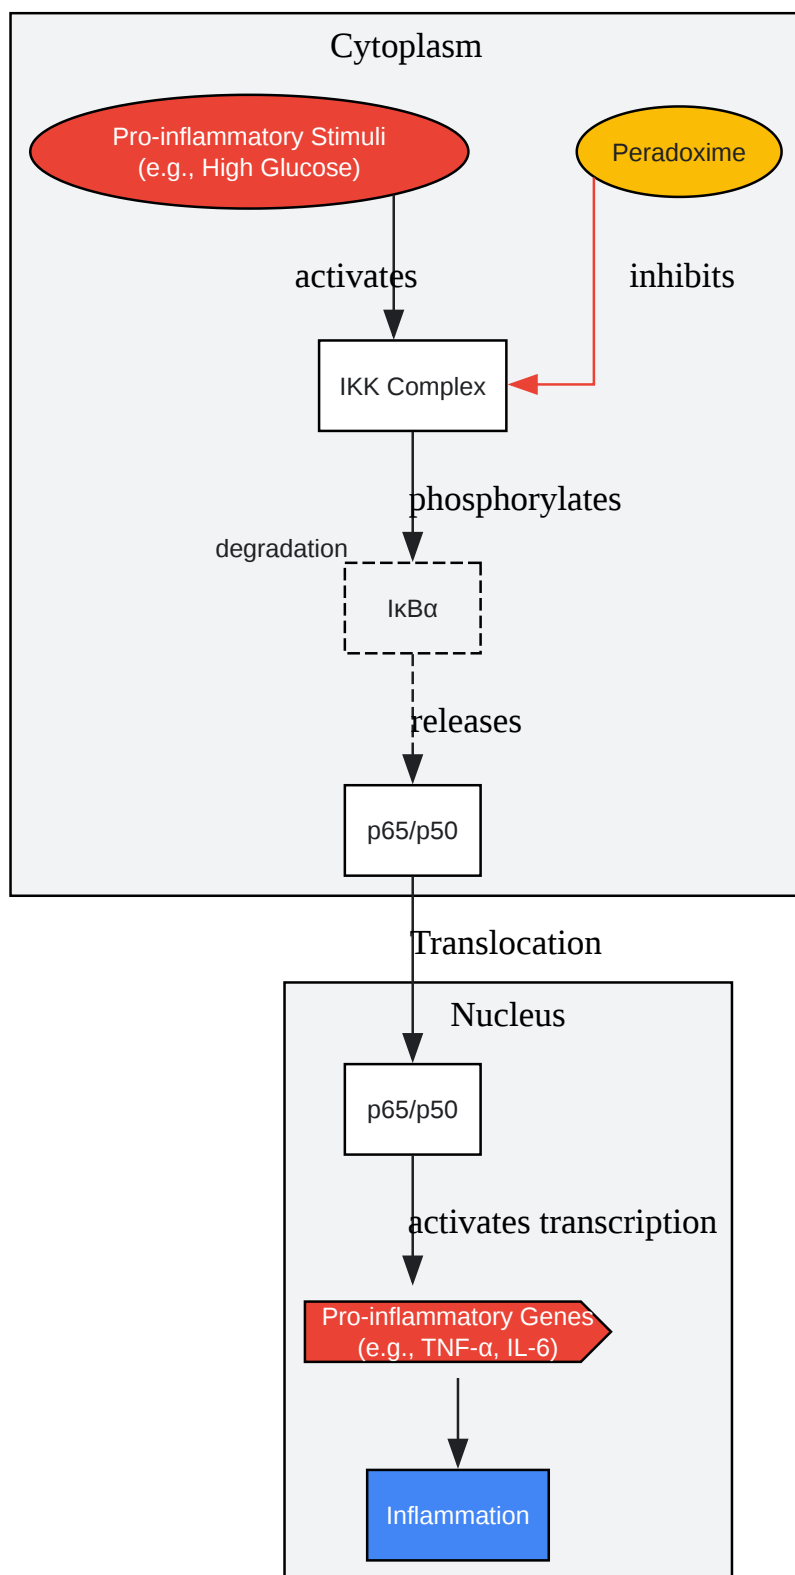 Cytoplasm
Pro-inflammatory Stimuli
(e.g., High Glucose)
Peradoxime
activates
inhibits
IKK Complex
phosphorylates
degradation
IκBα
releases
p65/p50
Translocation
Nucleus
p65/p50
activates transcription
Pro-inflammatory Genes
(e.g., TNF-α, IL-6)
Inflammation